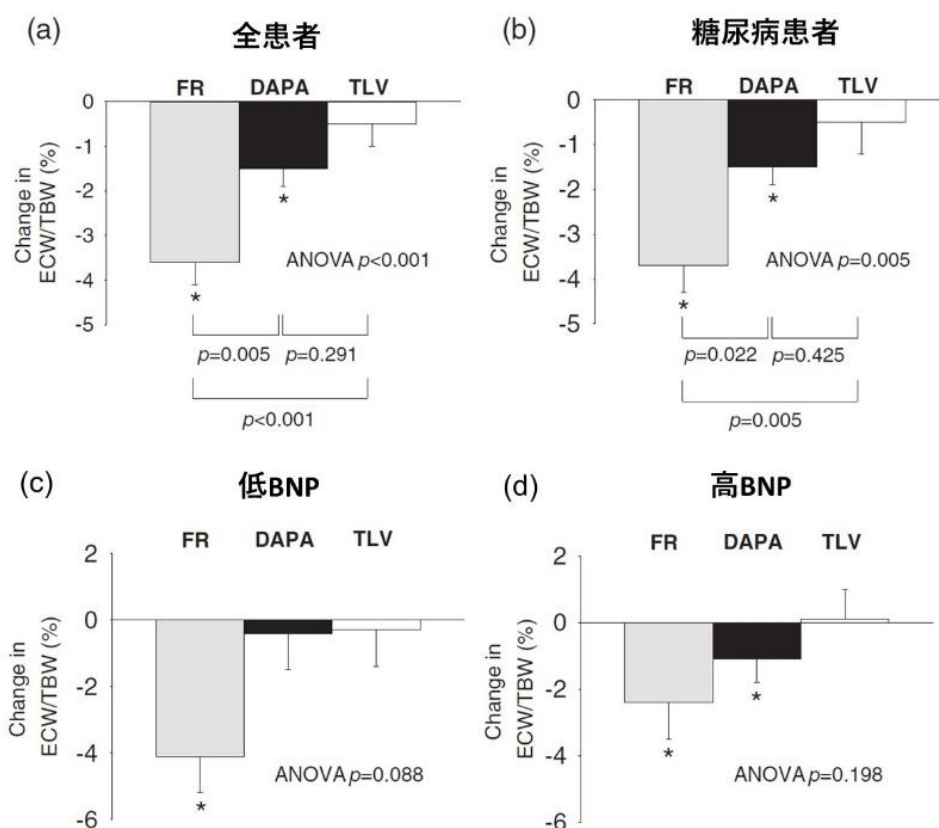 (a) 全患者
FR DAPA TLV
0
-1
-2
-3
-4
-5
Change in
ECW/TBW (%)
*
*
ANOVA p<0.001
p=0.005 p=0.291
p<0.001
(b) 糖尿病患者
FR DAPA TLV
0
-1
-2
-3
-4
-5
Change in
ECW/TBW (%)
*
*
ANOVA p=0.005
p=0.022 p=0.425
p=0.005
(c) 低BNP
FR DAPA TLV
2
0
-2
-4
-6
Change in
ECW/TBW (%)
*
ANOVA p=0.088
(d) 高BNP
FR DAPA TLV
2
0
-2
-4
-6
Change in
ECW/TBW (%)
*
*
ANOVA p=0.198